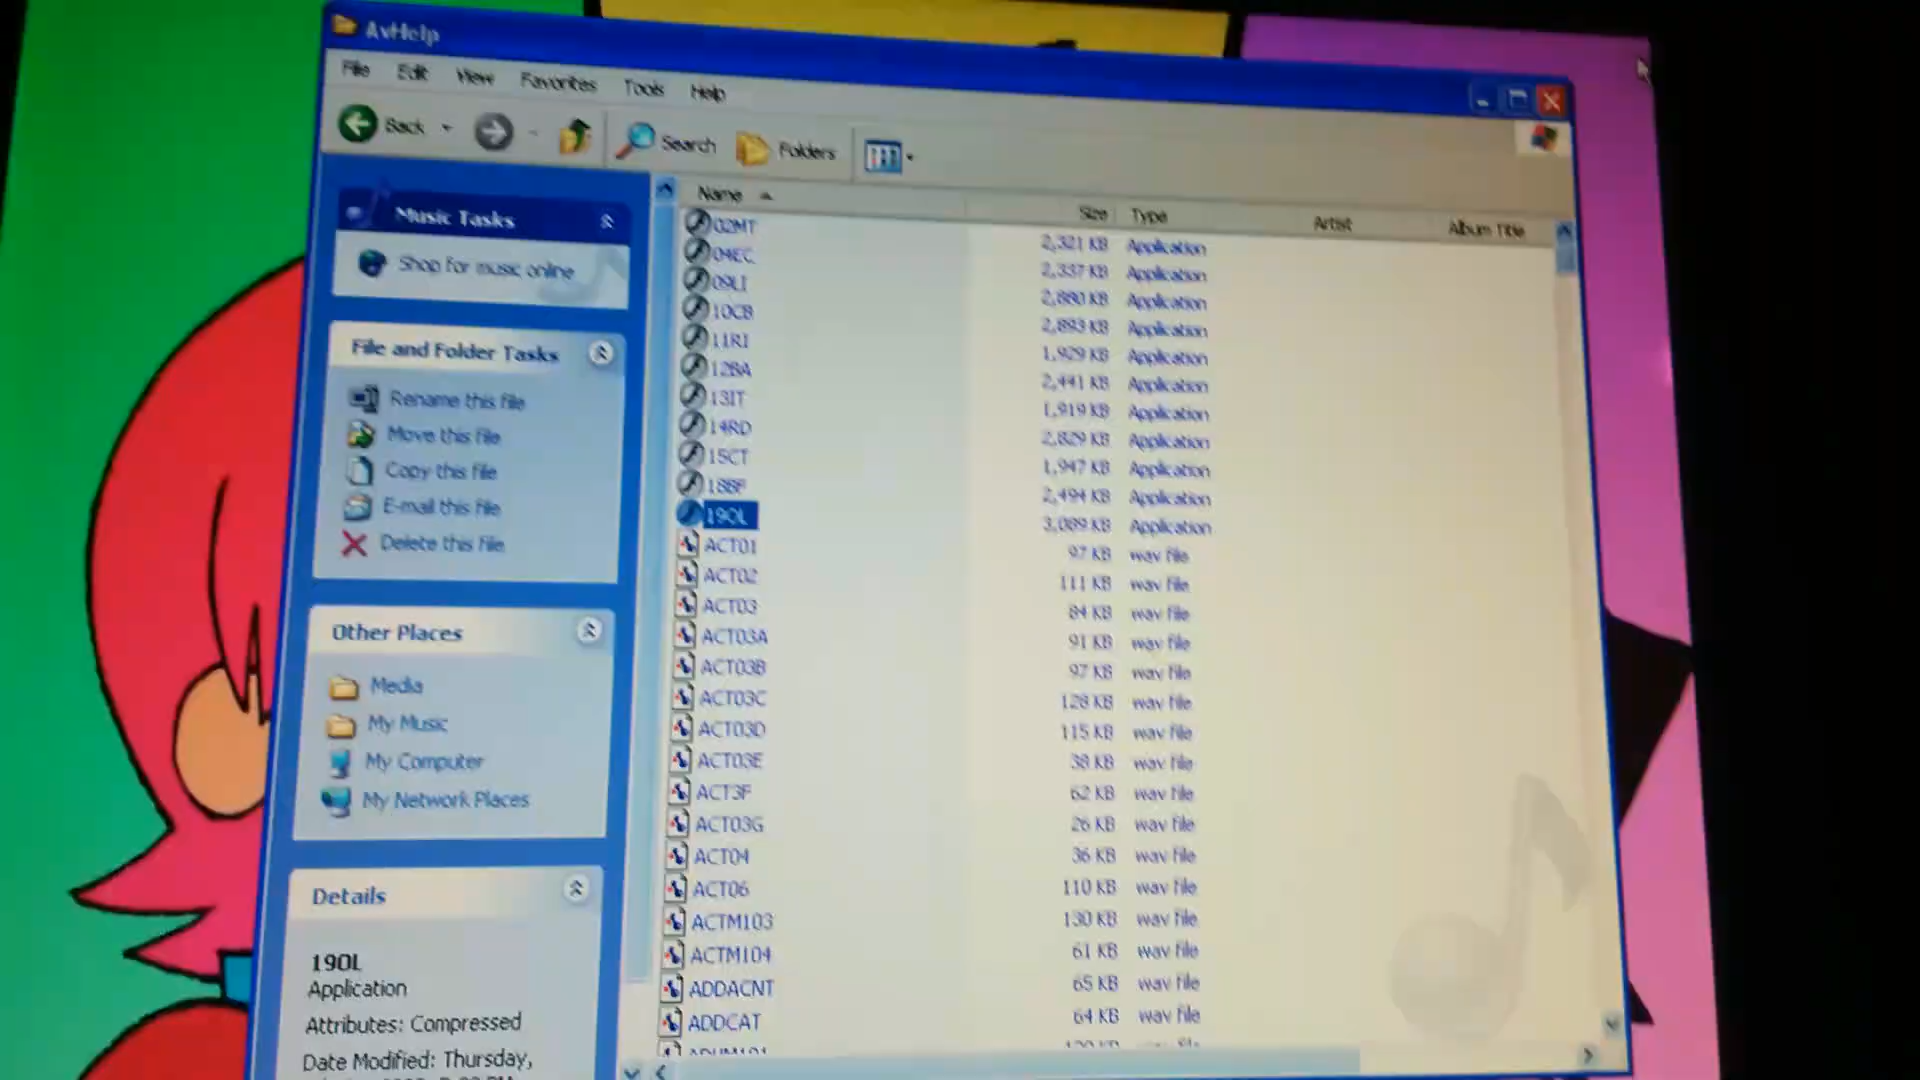 AvHelp
File Edit View Favorites Tools Help
Back Search Folders
Name Size Type Artist Album Title
Music Tasks
Shop for music online
File and Folder Tasks
Rename this file
Move this file
Copy this file
E-mail this file
Delete this file
Other Places
Media
My Music
My Computer
My Network Places
Details
19OL
Application
Attributes: Compressed
Date Modified: Thursday,
02MT 2,321 KB Application
04EC 2,337 KB Application
09LI 2,880 KB Application
10CB 2,893 KB Application
11RI 1,929 KB Application
12BA 2,441 KB Application
13IT 1,919 KB Application
14RD 2,829 KB Application
15CT 1,947 KB Application
18BF 2,494 KB Application
19OL 3,089 KB Application
ACT01 97 KB wav file
ACT02 111 KB wav file
ACT03 84 KB wav file
ACT03A 91 KB wav file
ACT03B 97 KB wav file
ACT03C 128 KB wav file
ACT03D 115 KB wav file
ACT03E 38 KB wav file
ACT3F 62 KB wav file
ACT03G 26 KB wav file
ACT04 36 KB wav file
ACT06 110 KB wav file
ACTM103 130 KB wav file
ACTM104 61 KB wav file
ADDACNT 65 KB wav file
ADDCAT 64 KB wav file